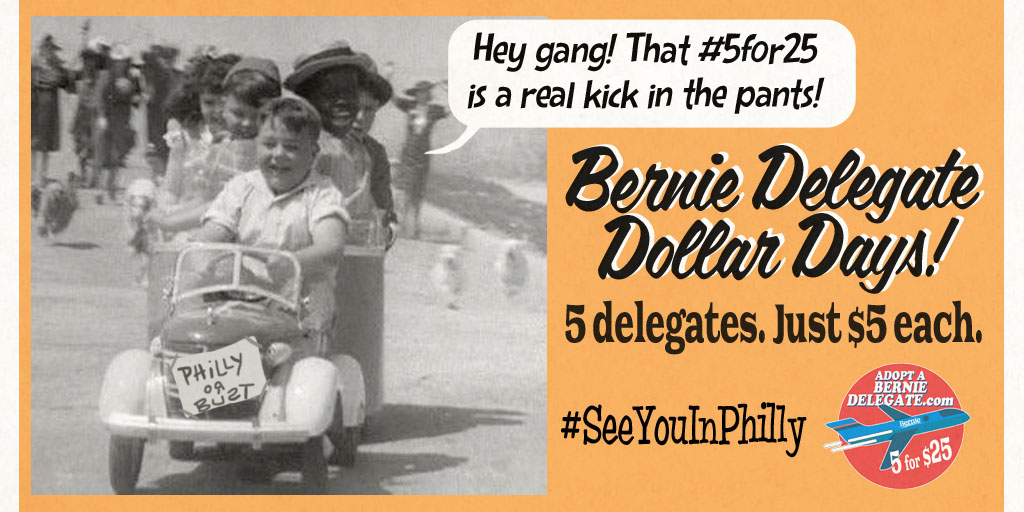 Hey gang! That #5for25
is a real kick in the pants!
Bernie Delegate
Dollar Days!
5 delegates. Just $5 each.
PHiLLY
OR
BUST
#SeeYouInPhilly
ADOPT A
BERNIE
DELEGATE.com
Bernie
5 for $25